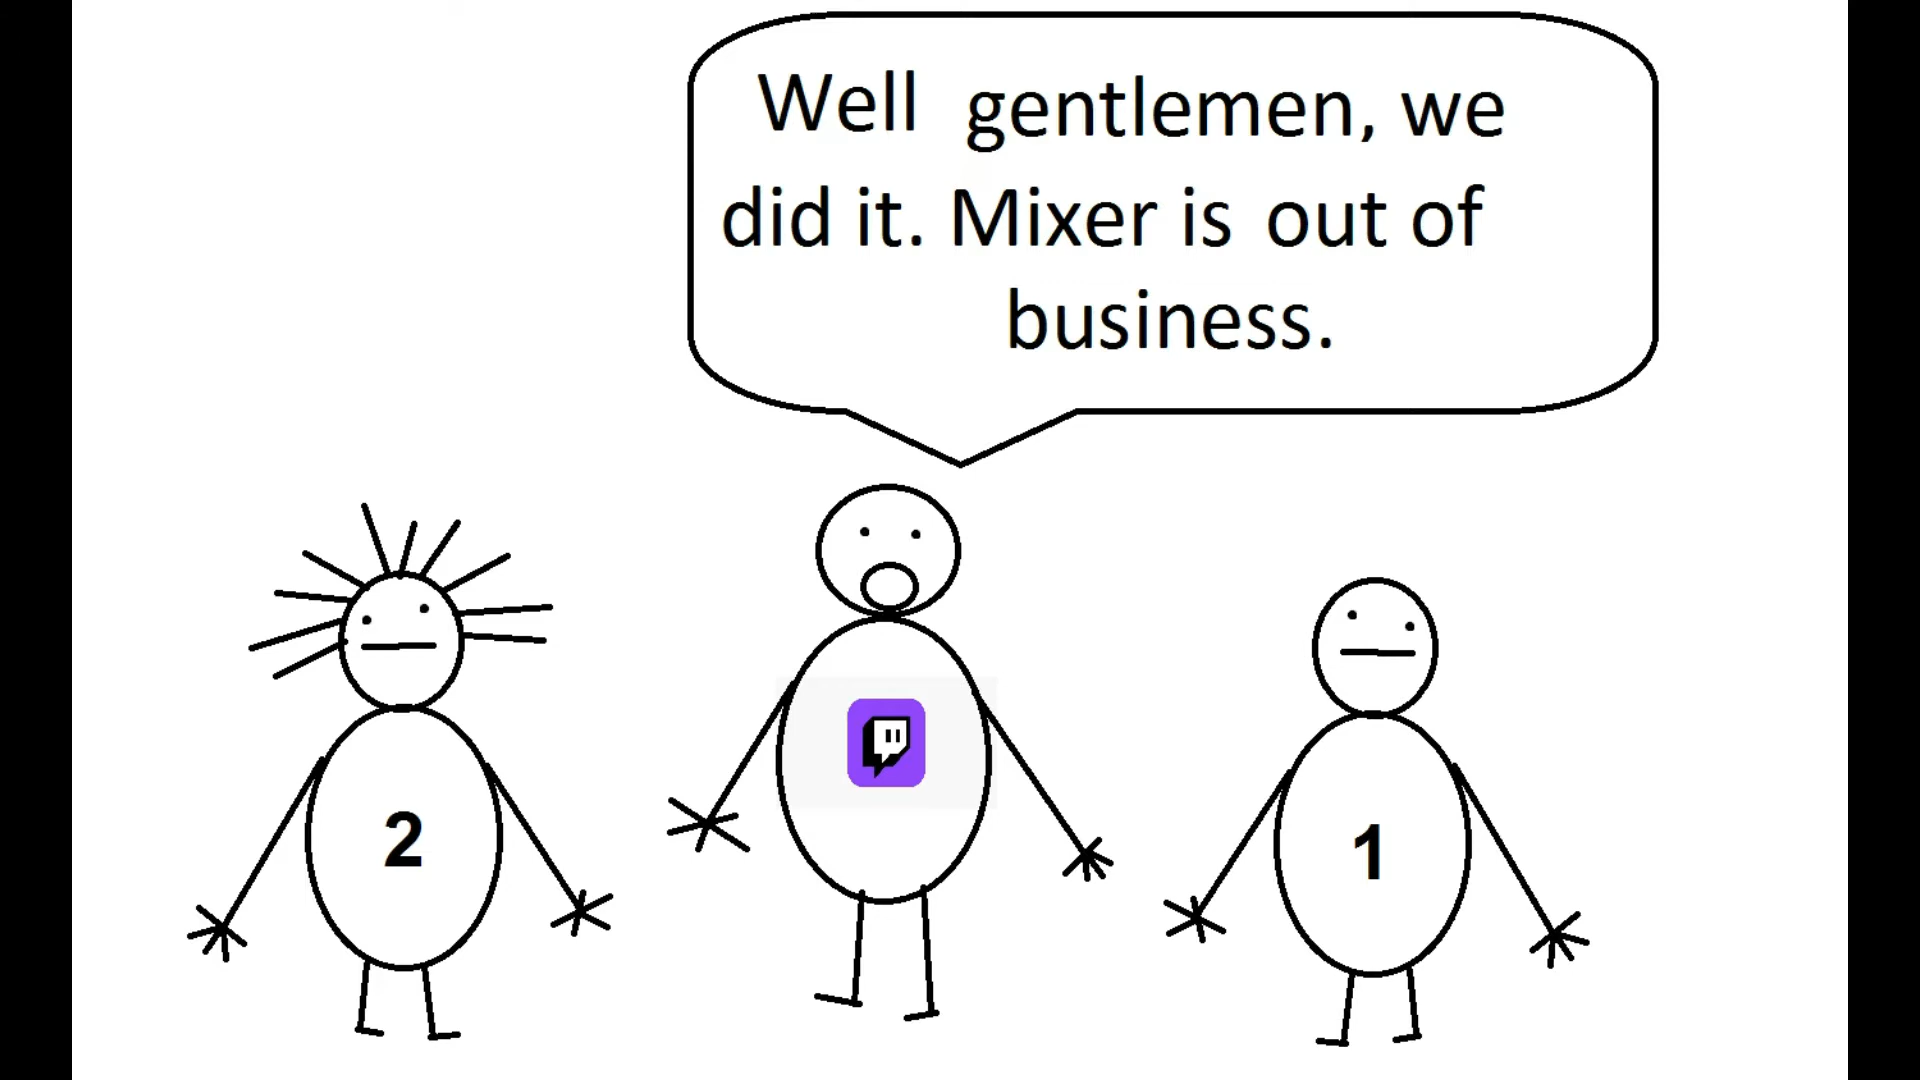 Well gentlemen, we
did it. Mixer is out of
business.
2
1